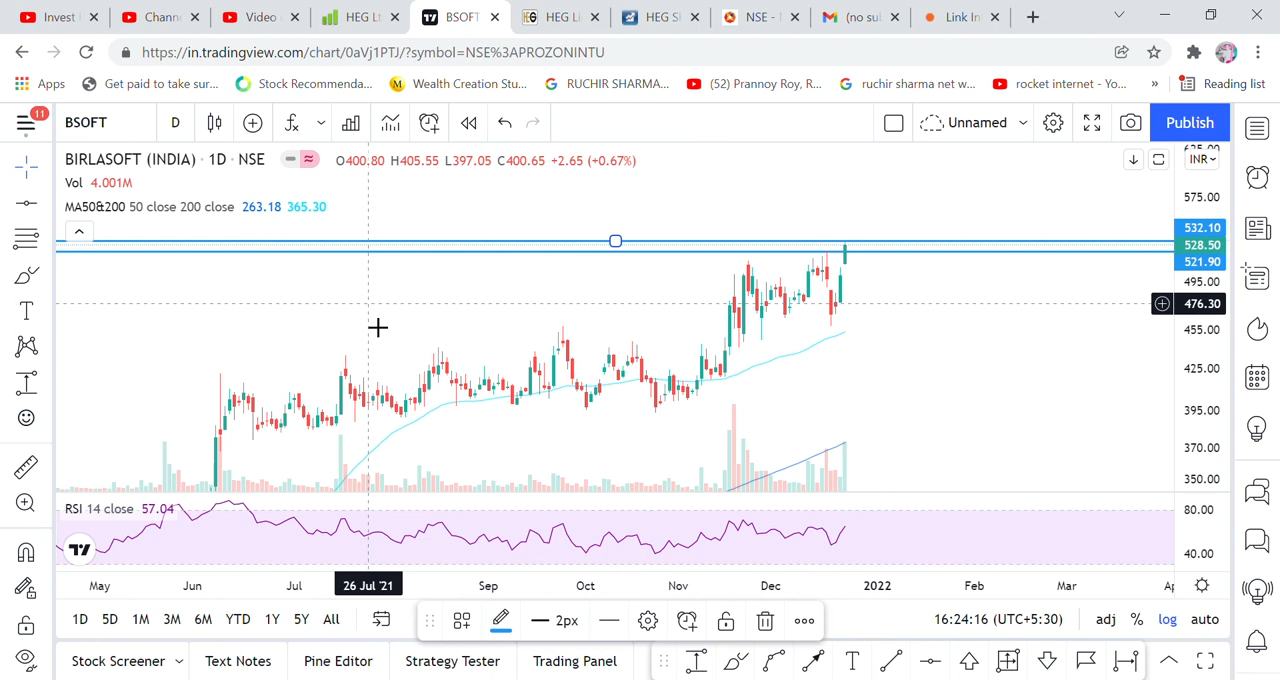 Invest
Chann
Video
HEG Lt
BSOFT
HEG Li
HEG S
NSE -
(no su
Link In
https://in.tradingview.com/chart/0aVj1PTJ/?symbol=NSE%3APROZONINTU
Apps
Get paid to take sur...
Stock Recommenda...
Wealth Creation Stu...
RUCHIR SHARMA...
(52) Prannoy Roy, R...
ruchir sharma net w...
rocket internet - Yo...
»
Reading list
11
BSOFT
D
Unnamed
Publish
BIRLASOFT (INDIA) · 1D · NSE
O400.80 H405.55 L397.05 C400.65 +2.65 (+0.67%)
INR
Vol 4.001M
MA50&200 50 close 200 close 263.18 365.30
575.00
532.10
528.50
521.90
495.00
476.30
455.00
425.00
395.00
370.00
350.00
RSI 14 close 57.04
80.00
40.00
May
Jun
Jul
26 Jul '21
Sep
Oct
Nov
Dec
2022
Feb
Mar
1D 5D 1M 3M 6M YTD 1Y 5Y All
2px
16:24:16 (UTC+5:30)
adj % log auto
Stock Screener
Text Notes
Pine Editor
Strategy Tester
Trading Panel